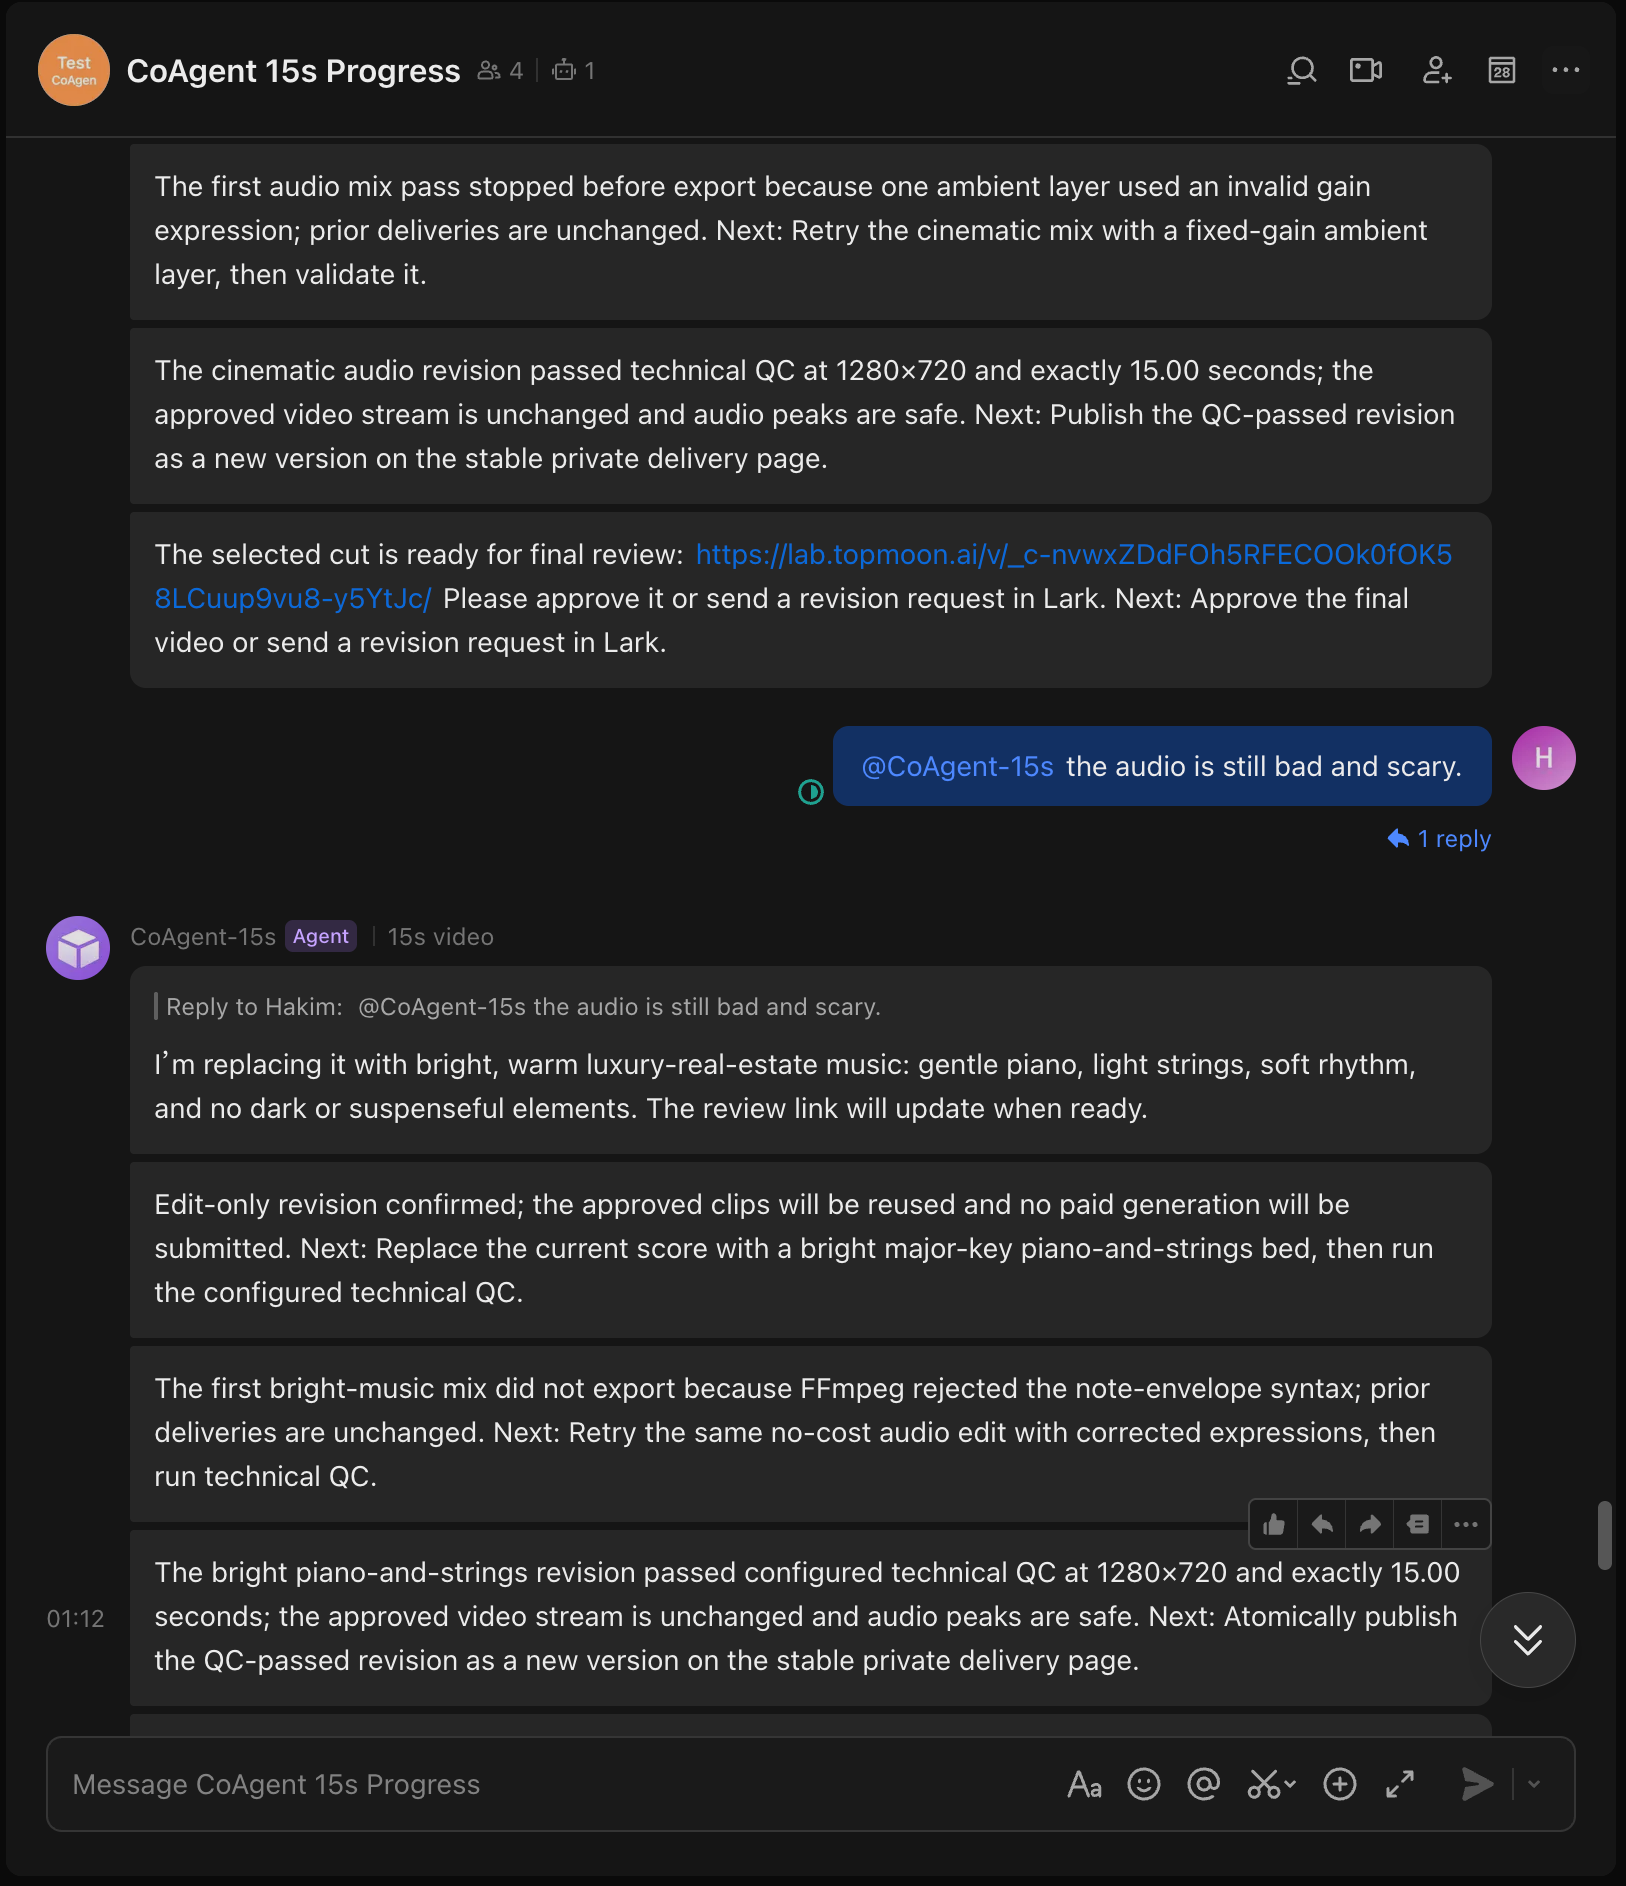 Test
CoAgen
CoAgent 15s Progress 4 1
28
The first audio mix pass stopped before export because one ambient layer used an invalid gain
expression; prior deliveries are unchanged. Next: Retry the cinematic mix with a fixed-gain ambient
layer, then validate it.
The cinematic audio revision passed technical QC at 1280×720 and exactly 15.00 seconds; the
approved video stream is unchanged and audio peaks are safe. Next: Publish the QC-passed revision
as a new version on the stable private delivery page.
The selected cut is ready for final review: https://lab.topmoon.ai/v/_c-nvwxZDdFOh5RFECOOk0fOK5
8LCuup9vu8-y5YtJc/ Please approve it or send a revision request in Lark. Next: Approve the final
video or send a revision request in Lark.
@CoAgent-15s the audio is still bad and scary.
H
1 reply
CoAgent-15s Agent 15s video
Reply to Hakim: @CoAgent-15s the audio is still bad and scary.
I’m replacing it with bright, warm luxury-real-estate music: gentle piano, light strings, soft rhythm,
and no dark or suspenseful elements. The review link will update when ready.
Edit-only revision confirmed; the approved clips will be reused and no paid generation will be
submitted. Next: Replace the current score with a bright major-key piano-and-strings bed, then run
the configured technical QC.
The first bright-music mix did not export because FFmpeg rejected the note-envelope syntax; prior
deliveries are unchanged. Next: Retry the same no-cost audio edit with corrected expressions, then
run technical QC.
The bright piano-and-strings revision passed configured technical QC at 1280×720 and exactly 15.00
seconds; the approved video stream is unchanged and audio peaks are safe. Next: Atomically publish
the QC-passed revision as a new version on the stable private delivery page.
01:12
Message CoAgent 15s Progress
Aa